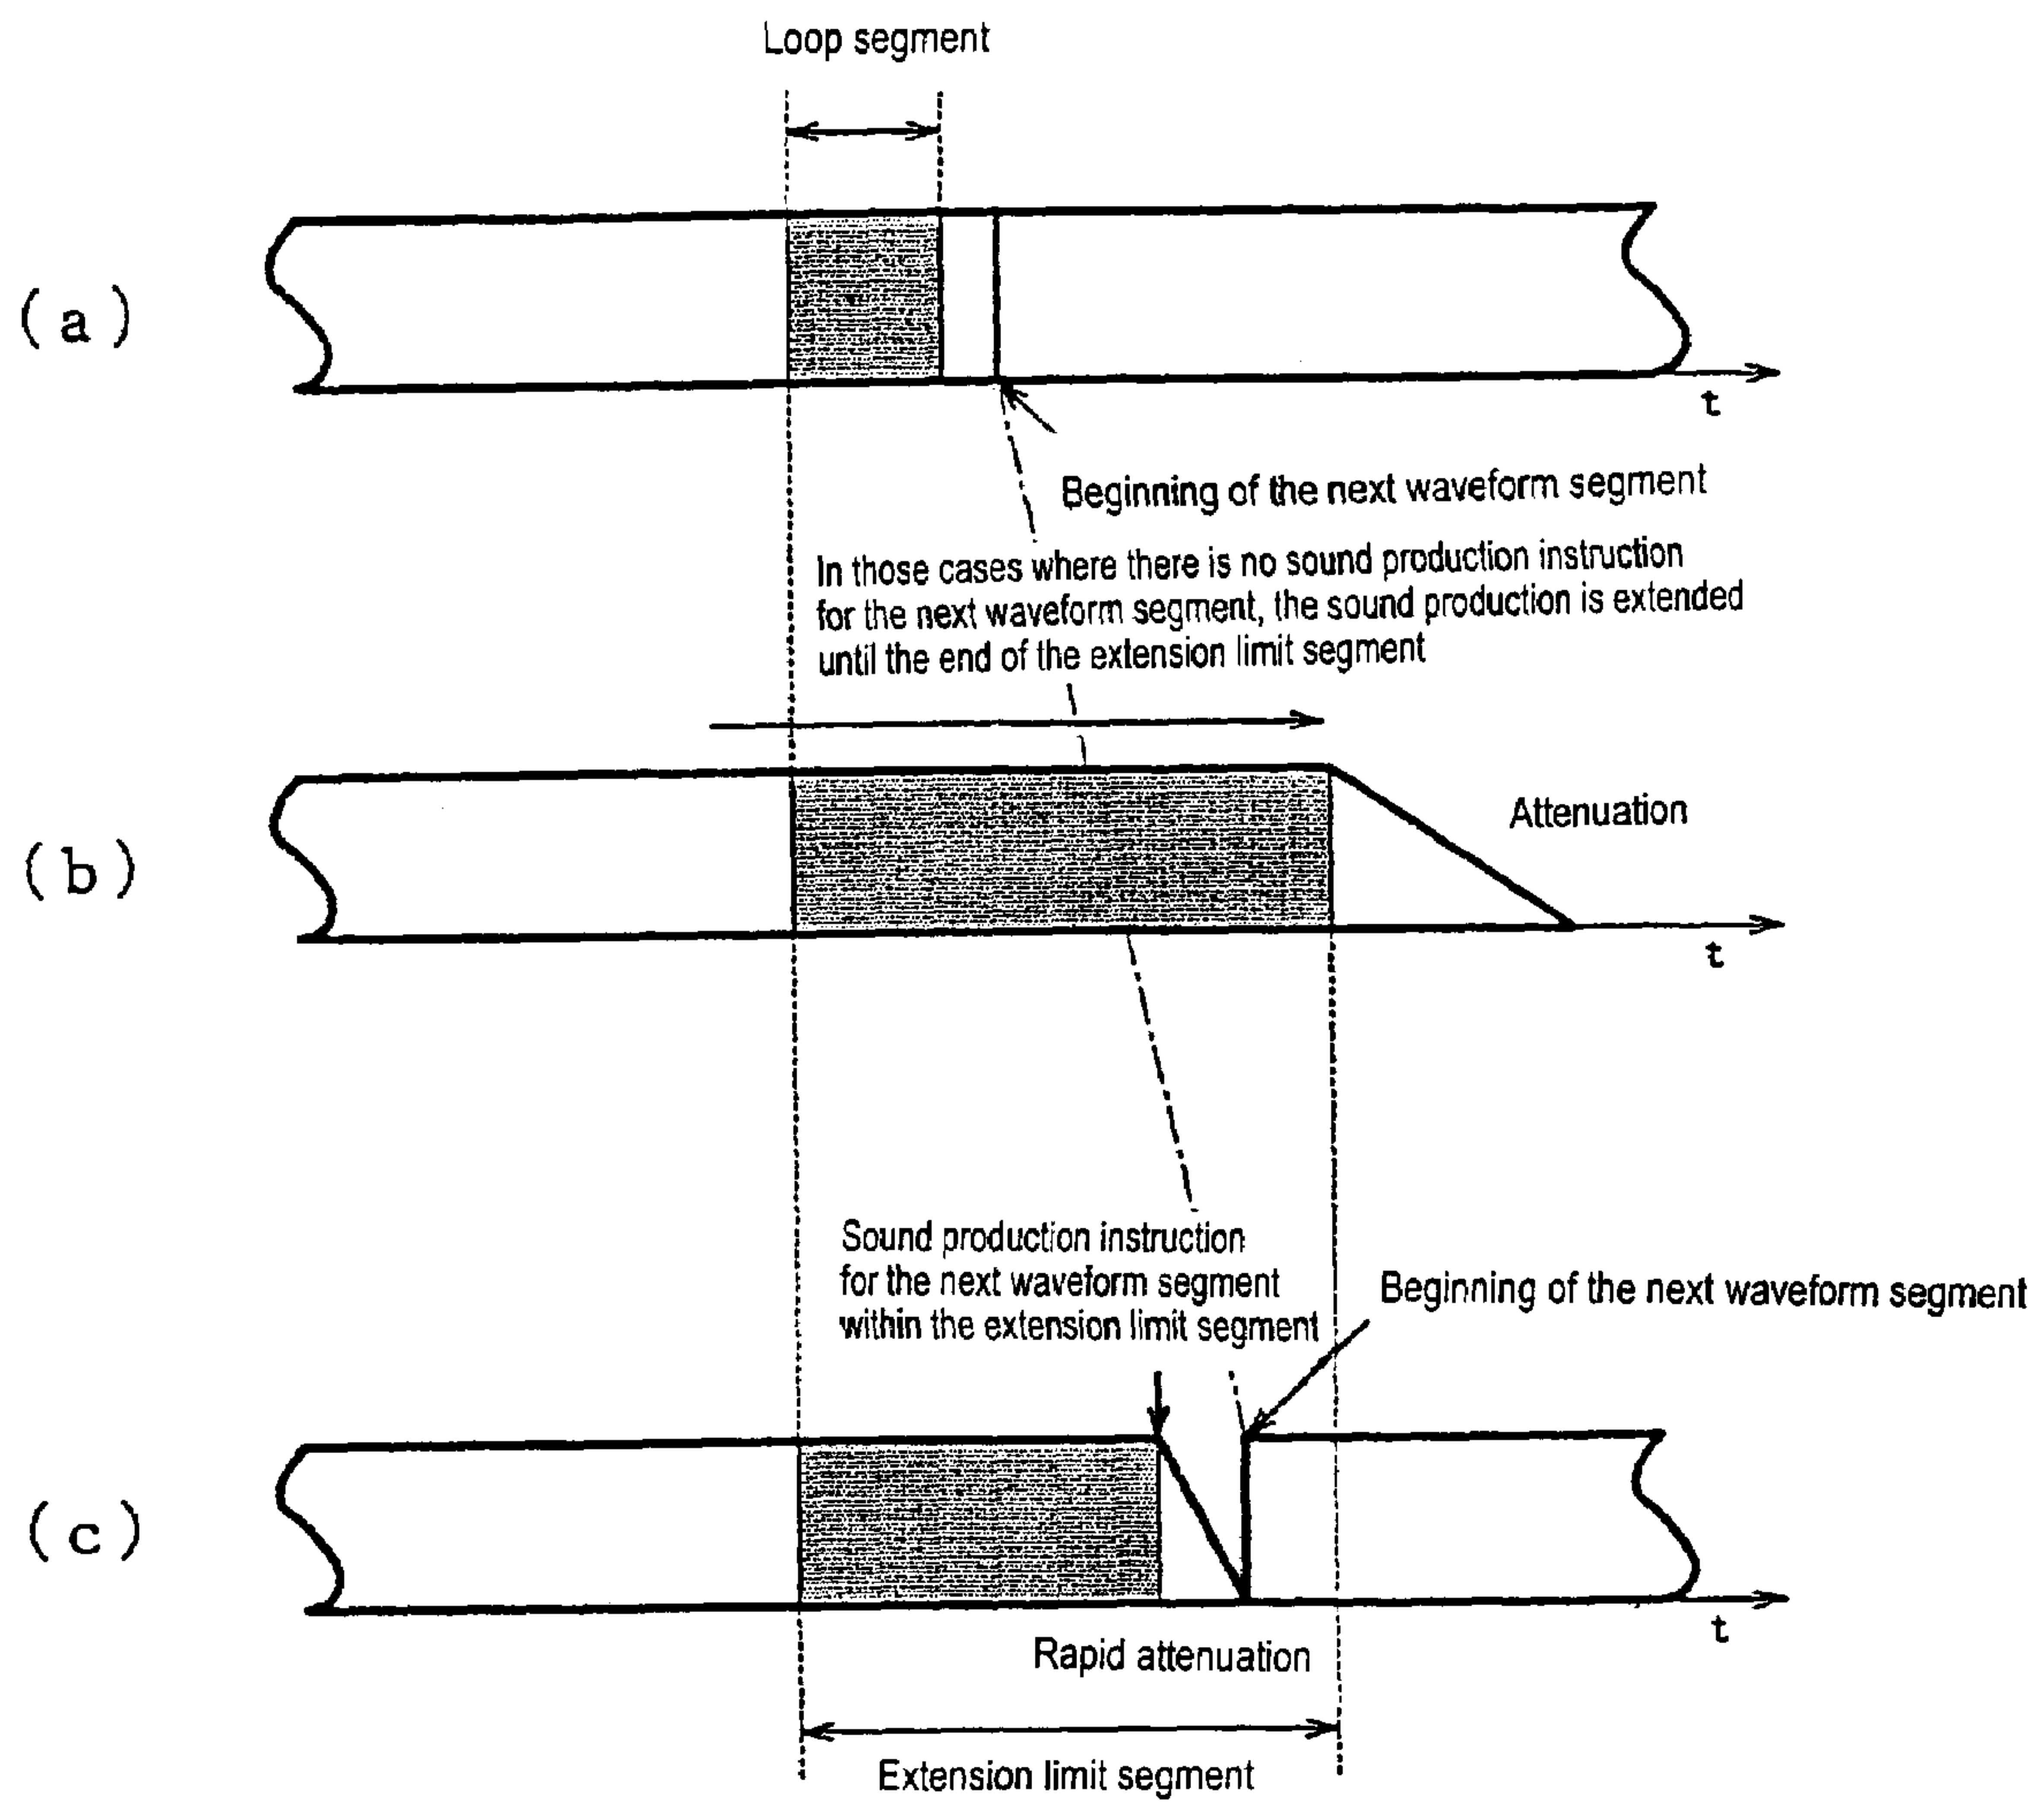 Loop segment
(a)
t
Beginning of the next waveform segment
In those cases where there is no sound production instruction
for the next waveform segment, the sound production is extended
until the end of the extension limit segment
(b)
Attenuation
t
Sound production instruction
for the next waveform segment
within the extension limit segment
Beginning of the next waveform segment
(c)
t
Rapid attenuation
Extension limit segment